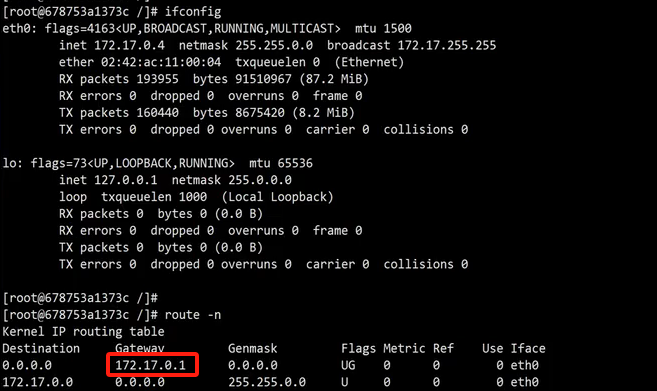 [root@678753a1373c /]# ifconfig
eth0: flags=4163<UP,BROADCAST,RUNNING,MULTICAST>  mtu 1500
        inet 172.17.0.4  netmask 255.255.0.0  broadcast 172.17.255.255
        ether 02:42:ac:11:00:04  txqueuelen 0  (Ethernet)
        RX packets 193955  bytes 91510967 (87.2 MiB)
        RX errors 0  dropped 0  overruns 0  frame 0
        TX packets 160440  bytes 8675420 (8.2 MiB)
        TX errors 0  dropped 0 overruns 0  carrier 0  collisions 0
lo: flags=73<UP,LOOPBACK,RUNNING>  mtu 65536
        inet 127.0.0.1  netmask 255.0.0.0
        loop  txqueuelen 1000  (Local Loopback)
        RX packets 0  bytes 0 (0.0 B)
        RX errors 0  dropped 0  overruns 0  frame 0
        TX packets 0  bytes 0 (0.0 B)
        TX errors 0  dropped 0 overruns 0  carrier 0  collisions 0
[root@678753a1373c /]#
[root@678753a1373c /]# route -n
Kernel IP routing table
Destination     Gateway         Genmask         Flags Metric Ref    Use Iface
0.0.0.0         172.17.0.1      0.0.0.0         UG    0      0        0 eth0
172.17.0.0      0.0.0.0         255.255.0.0     U     0      0        0 eth0